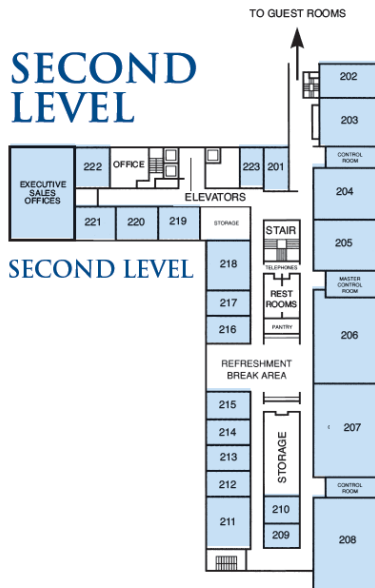 TO GUEST ROOMS
SECOND
LEVEL
202
203
CONTROL
ROOM
222
OFFICE
223
201
EXECUTIVE
SALES
OFFICES
ELEVATORS
204
221
220
219
STORAGE
STAIR
205
TELEPHONES
SECOND LEVEL
218
MASTER
CONTROL
ROOM
REST
ROOMS
217
216
PANTRY
206
REFRESHMENT
BREAK AREA
215
214
213
212
211
STORAGE
c 207
CONTROL
ROOM
210
209
208